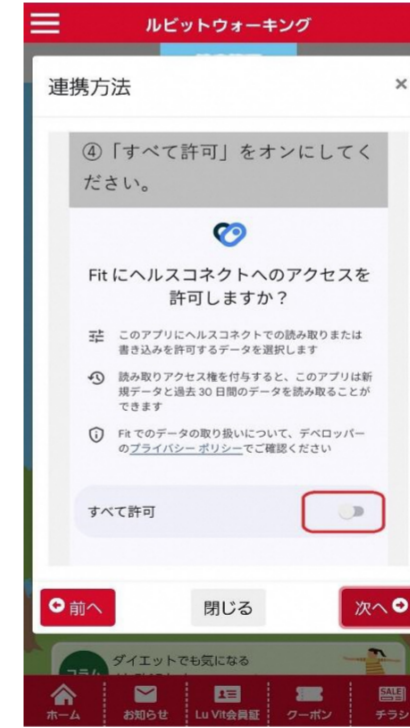 ルビットウォーキング
連携方法
×
④「すべて許可」をオンにしてく
ださい。
Fit にヘルスコネクトへのアクセスを
許可しますか？
このアプリにヘルスコネクトでの読み取りまたは
書き込みを許可するデータを選択します
読み取りアクセス権を付与すると、このアプリは新
規データと過去 30 日間のデータを読み取ることが
できます
Fit でのデータの取り扱いについて、デベロッパー
のプライバシー ポリシーでご確認ください
すべて許可
前へ
閉じる
次へ
コラム
ダイエットでも気になる
ホーム
お知らせ
Lu Vit会員証
クーポン
SALE
チラシ